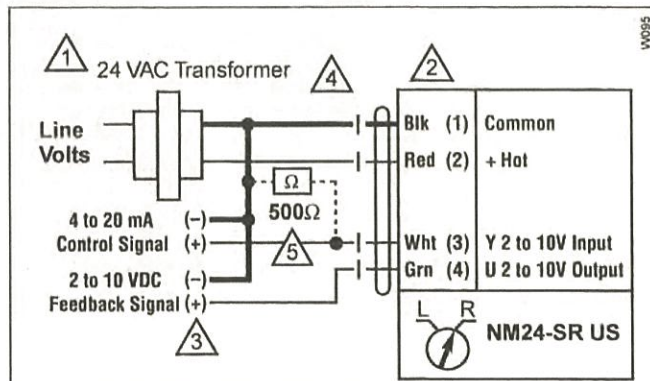 W095
1 24 VAC Transformer 4 2
Line
Volts
Blk (1) Common
Red (2) + Hot
Ω
500Ω
4 to 20 mA (–)
Control Signal (+)
5
Wht (3) Y 2 to 10V Input
2 to 10 VDC (–)
Grn (4) U 2 to 10V Output
Feedback Signal (+)
3
L R
NM24-SR US